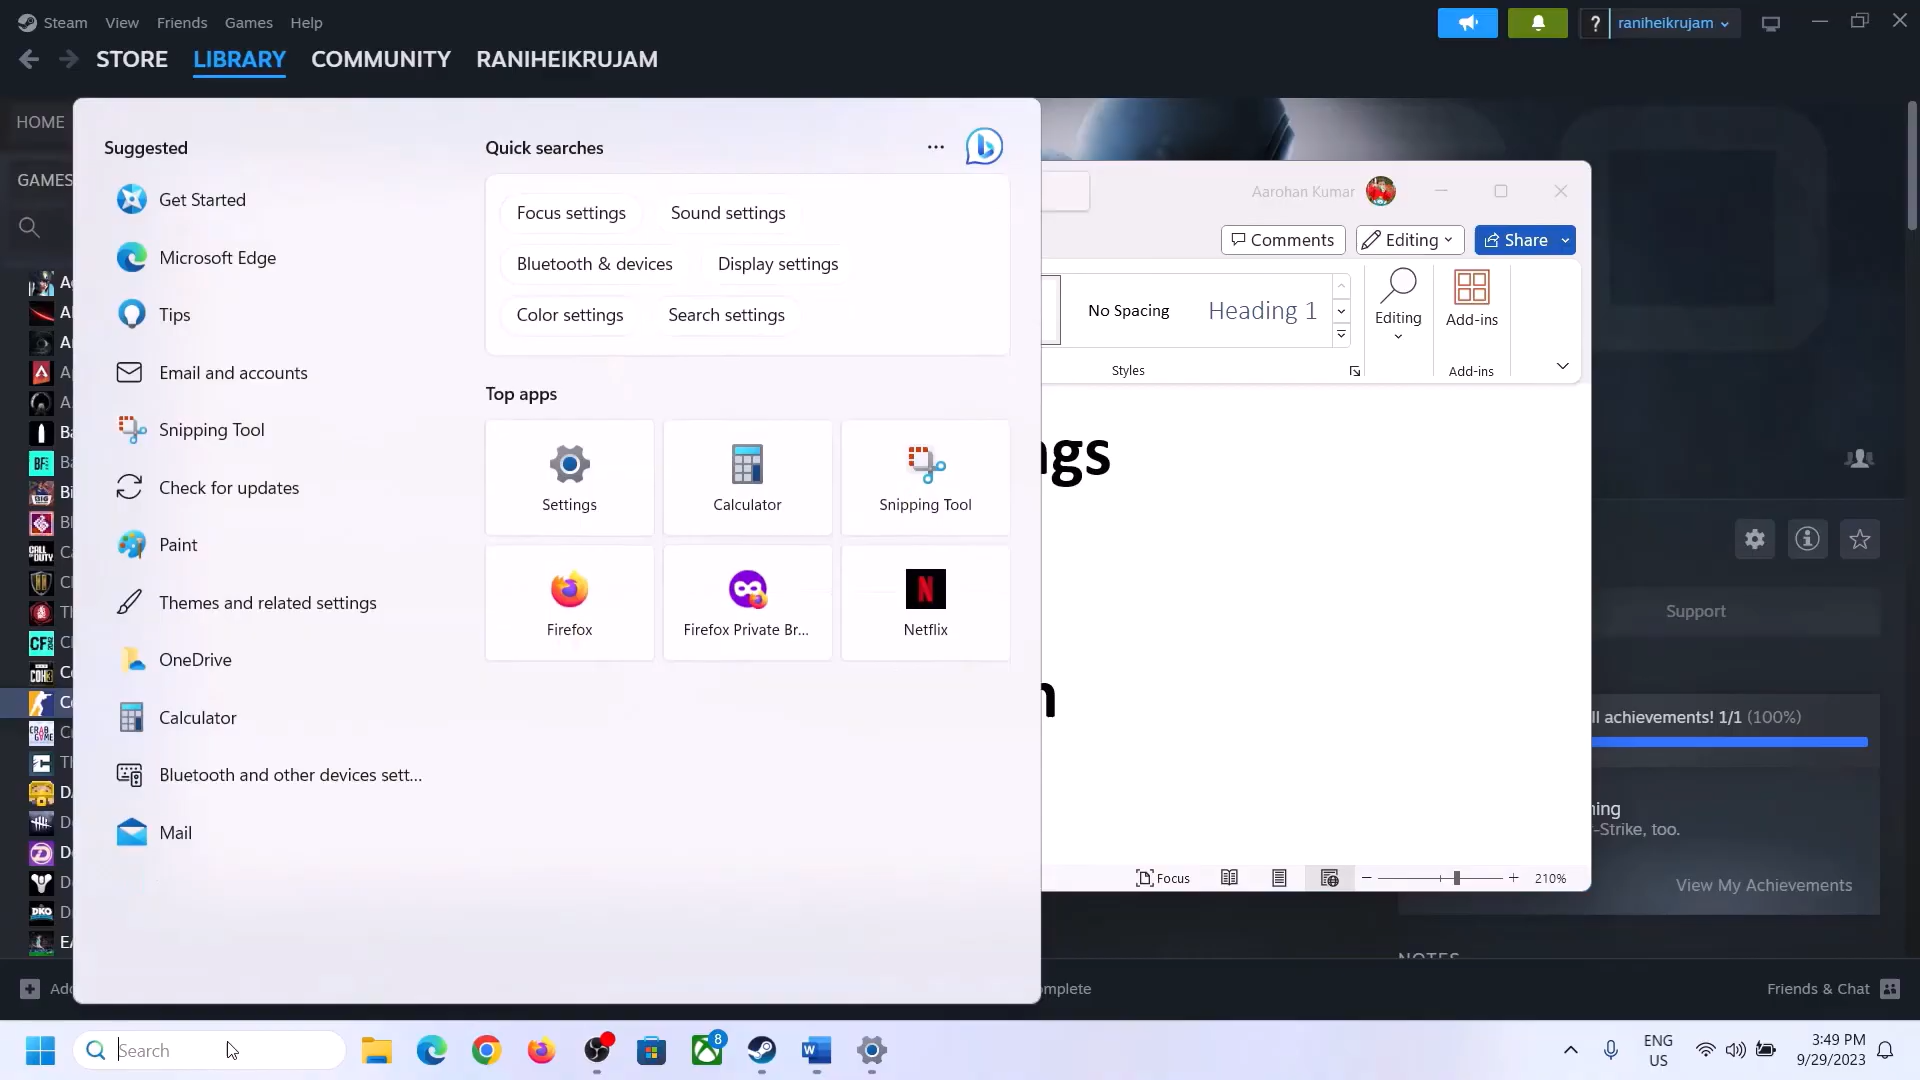 Steam View Friends Games Help
raniheikrujam
STORE LIBRARY COMMUNITY RANIHEIKRUJAM
HOME
GAMES
Suggested
Get Started
Microsoft Edge
Tips
Email and accounts
Snipping Tool
Check for updates
Paint
Themes and related settings
OneDrive
Calculator
Bluetooth and other devices sett...
Mail
Quick searches
Focus settings Sound settings
Bluetooth & devices Display settings
Color settings Search settings
Top apps
Settings Calculator Snipping Tool
Firefox Firefox Private Br... Netflix
Aarohan Kumar
Comments Editing Share
No Spacing Heading 1
Editing Add-ins
Styles Add-ins
ngs
n
Focus 210%
Support
ll achievements! 1/1 (100%)
ning
-Strike, too.
View My Achievements
NOTES
Add
omplete
Friends & Chat
Search
8
ENG
US
3:49 PM
9/29/2023